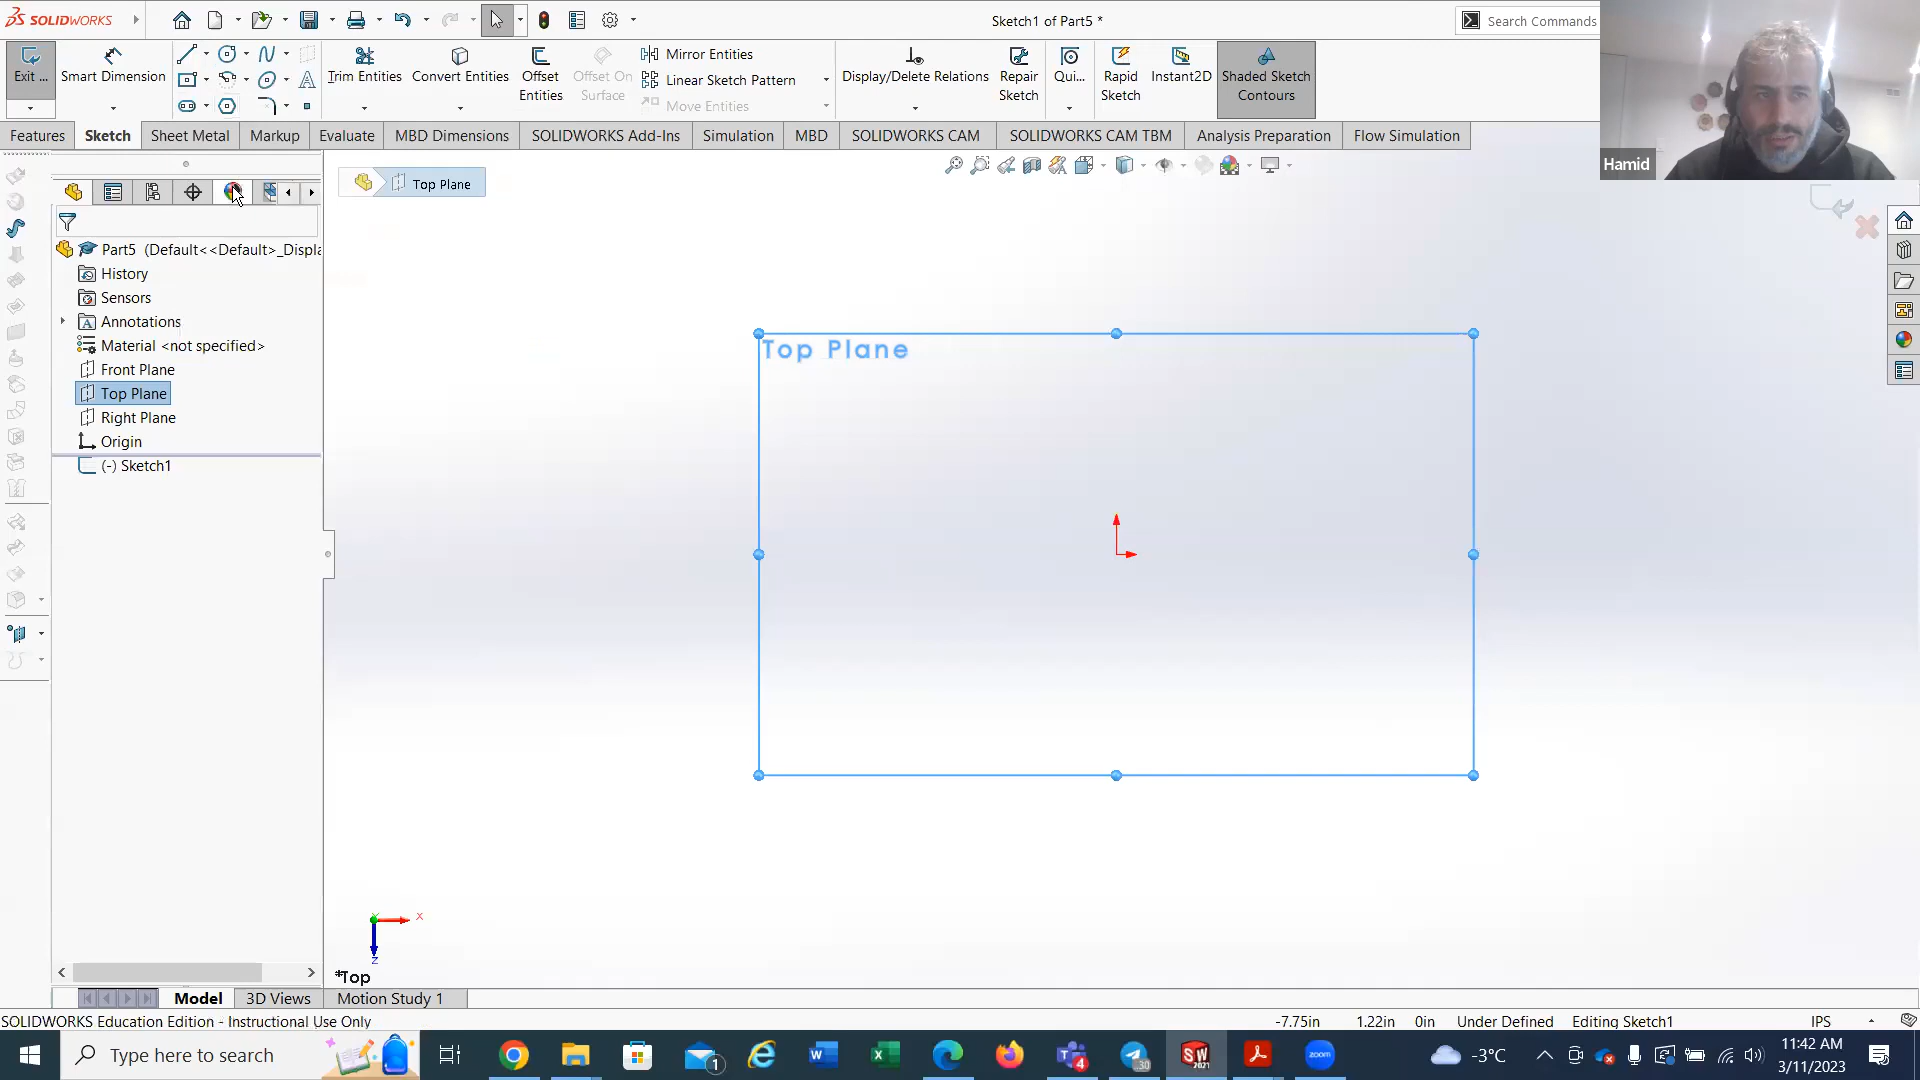 SOLIDWORKS
Sketch1 of Part5 *
Search Commands
Exit ...
Smart Dimension
Trim Entities
Convert Entities
Offset
Entities
Offset On
Surface
Mirror Entities
Linear Sketch Pattern
Move Entities
Display/Delete Relations
Repair
Sketch
Qui...
Rapid
Sketch
Instant2D
Shaded Sketch
Contours
Features
Sketch
Sheet Metal
Markup
Evaluate
MBD Dimensions
SOLIDWORKS Add-Ins
Simulation
MBD
SOLIDWORKS CAM
SOLIDWORKS CAM TBM
Analysis Preparation
Flow Simulation
Hamid
Top Plane
Part5 (Default<<Default>_Displa
History
Sensors
Annotations
Material <not specified>
Front Plane
Top Plane
Right Plane
Origin
(-) Sketch1
Top Plane
X
Y
Z
*Top
Model
3D Views
Motion Study 1
SOLIDWORKS Education Edition - Instructional Use Only
-7.75in
1.22in
0in
Under Defined
Editing Sketch1
IPS
Type here to search
1
SW
2021
4
30
zoom
-3°C
11:42 AM
3/11/2023